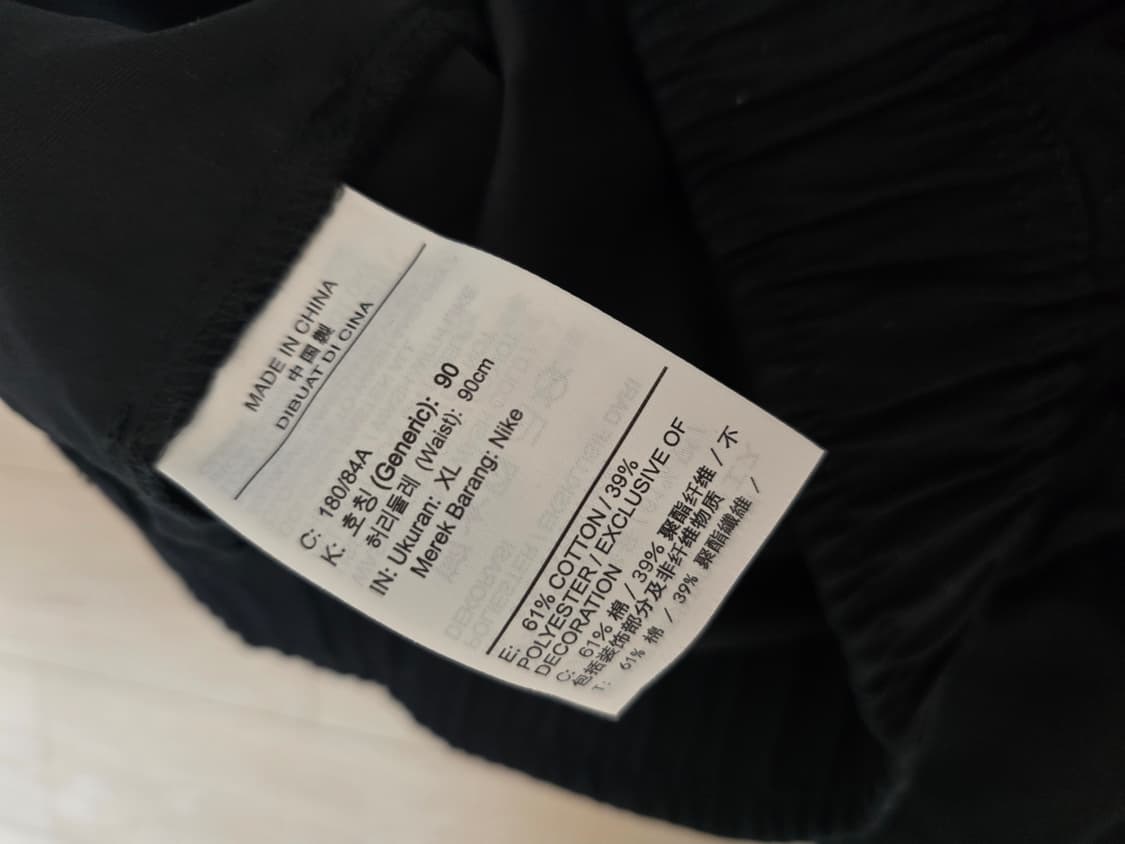 MADE IN CHINA
中国製
DIBUAT DI CINA
C: 180/84A
K: 호칭 (Generic): 90
허리둘레 (Waist): 90cm
IN: Ukuran: XL
Merek Barang: Nike
E: 61% COTTON / 39%
POLYESTER / EXCLUSIVE OF
DECORATION
C: 61% 棉 / 39% 聚酯纤维 / 不
包括装饰部分及非纤维物质
T: 61% 棉 / 39% 聚酯纖維 /